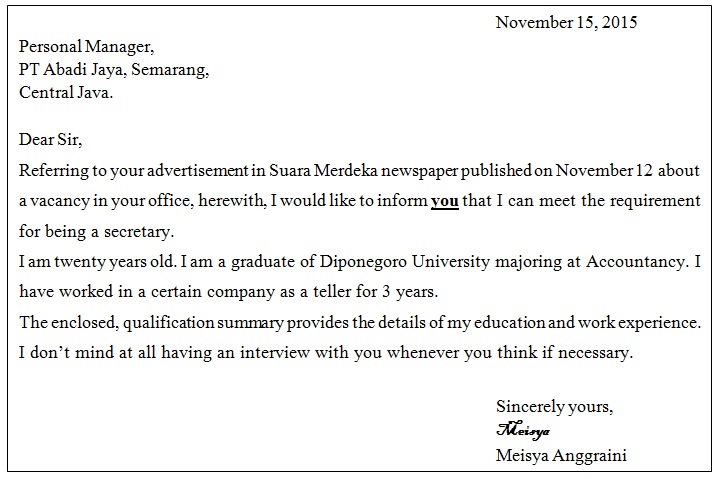 November 15, 2015
Personal Manager,
PT Abadi Jaya, Semarang,
Central Java.
Dear Sir,
Referring to your advertisement in Suara Merdeka newspaper published on November 12 about
a vacancy in your office, herewith, I would like to inform you that I can meet the requirement
for being a secretary.
I am twenty years old. I am a graduate of Diponegoro University majoring at Accountancy. I
have worked in a certain company as a teller for 3 years.
The enclosed, qualification summary provides the details of my education and work experience.
I don’t mind at all having an interview with you whenever you think if necessary.
Sincerely yours,
Meisya
Meisya Anggraini